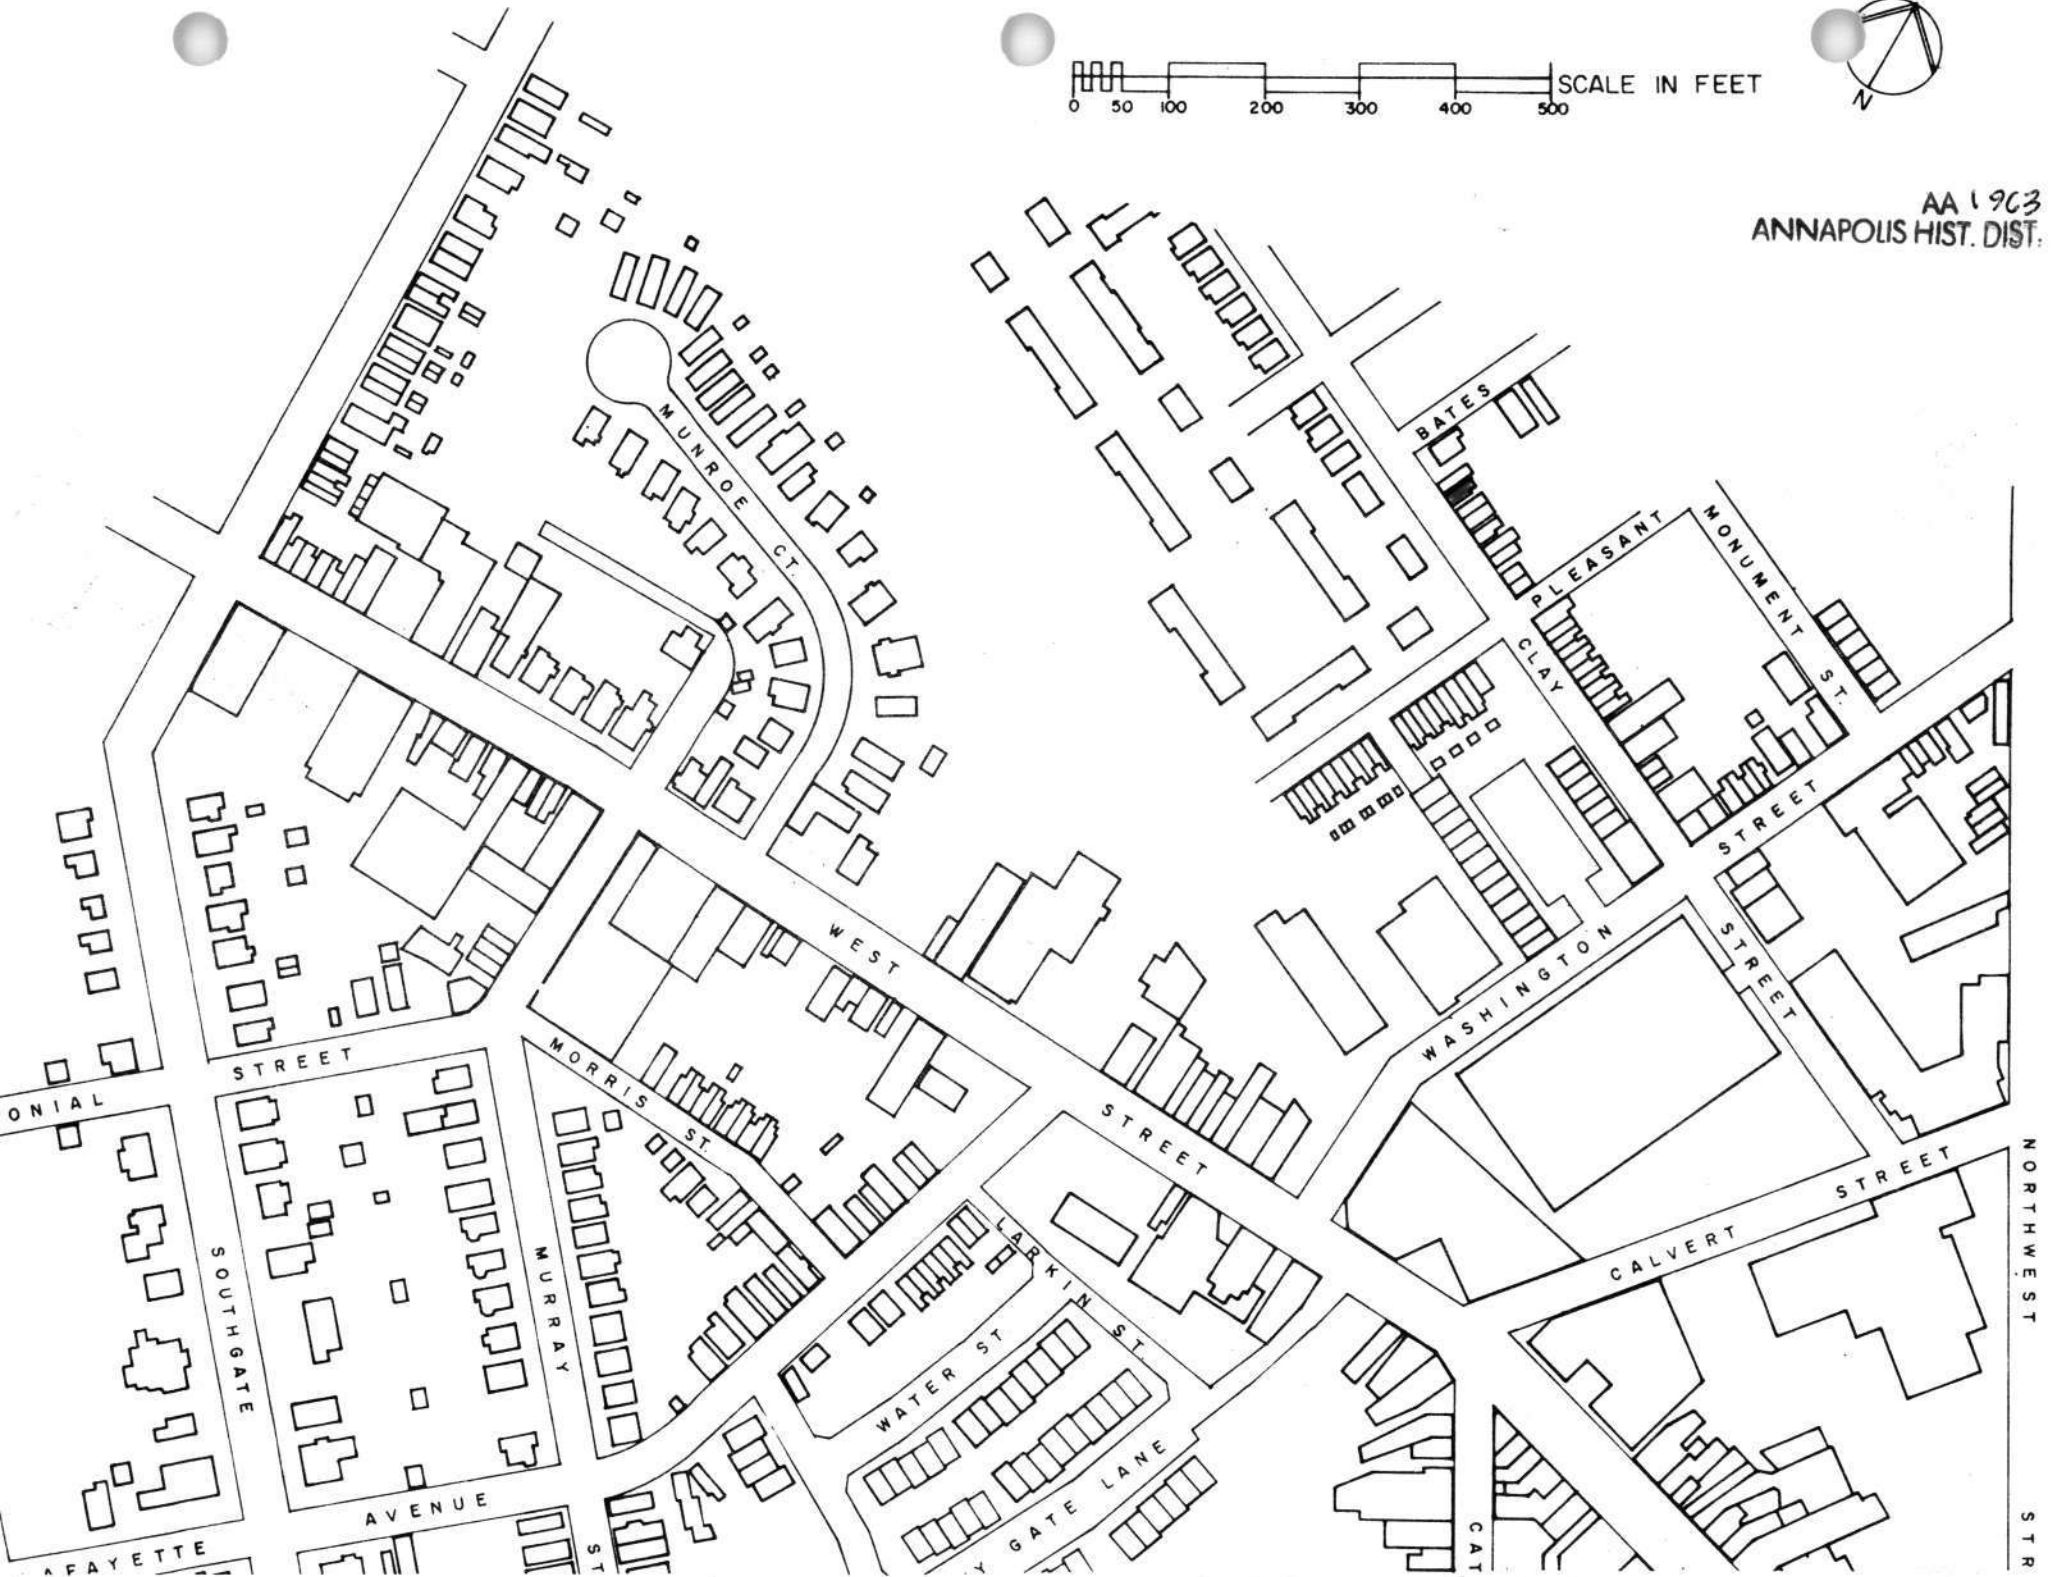 SCALE IN FEET
0 50 100 200 300 400 500
N
AA 1963
ANNAPOLIS HIST. DIST.
MUNROE CT.
BATES
PLEASANT
MONUMENT ST.
CLAY
STREET
STREET
WASHINGTON
WEST
STREET
STREET
ONIAL
MORRIS ST.
STREET
CALVERT
NORTHWEST
STR
LARKIN ST.
SOUTHGATE
MURRAY
WATER ST
AVENUE
AFAYETTE
ST
Y GATE LANE
CAT